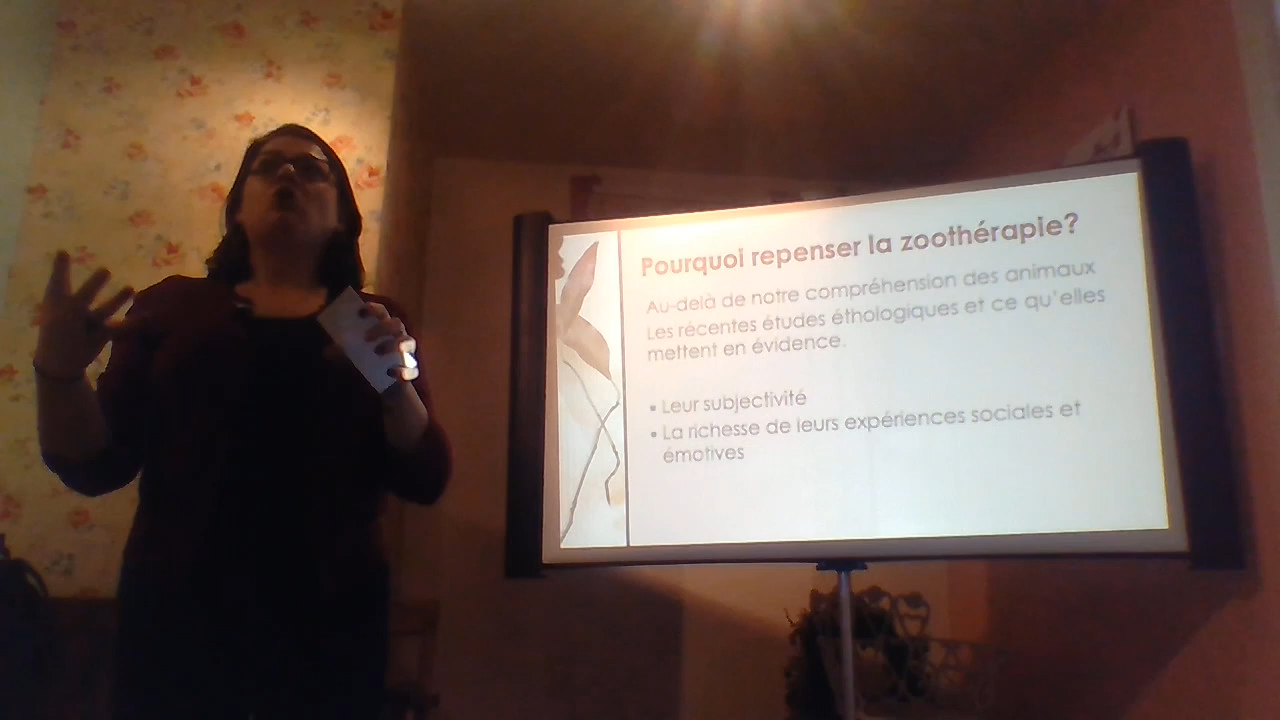 Pourquoi repenser la zoothérapie?
Au-delà de notre compréhension des animaux
Les récentes études éthologiques et ce qu'elles
mettent en évidence.
▪ Leur subjectivité
▪ La richesse de leurs expériences sociales et
émotives